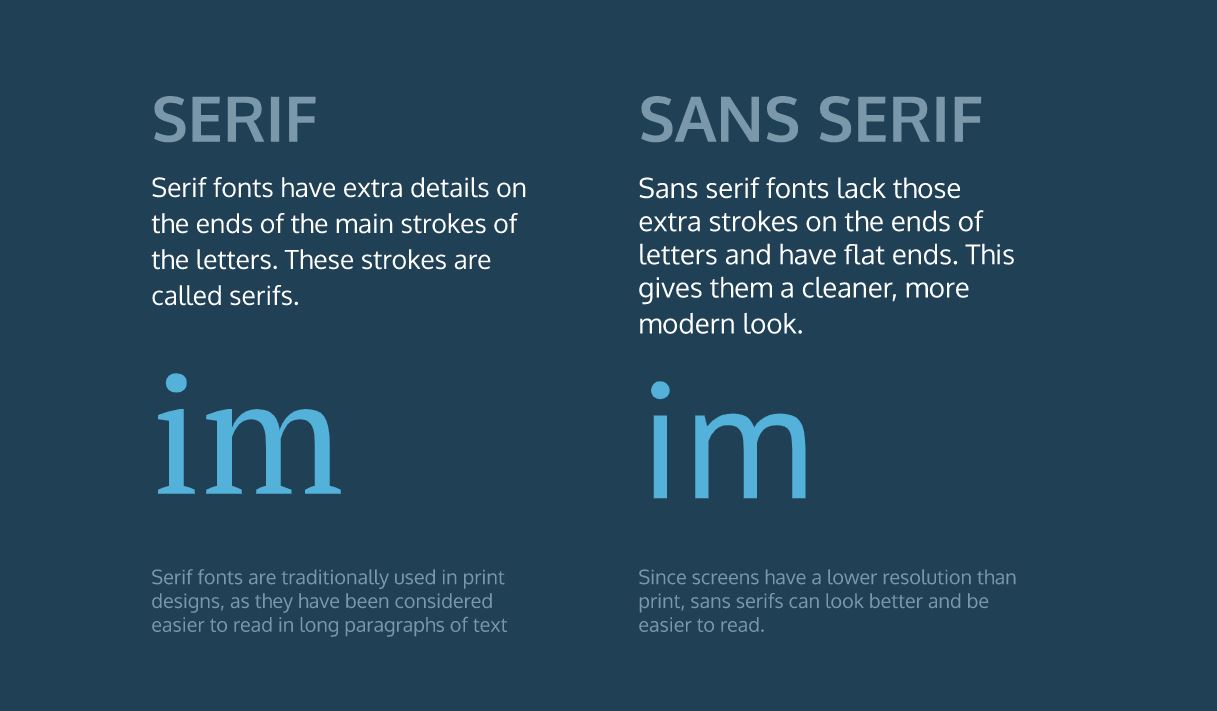 SERIF
Serif fonts have extra details on
the ends of the main strokes of
the letters. These strokes are
called serifs.
im
Serif fonts are traditionally used in print
designs, as they have been considered
easier to read in long paragraphs of text
SANS SERIF
Sans serif fonts lack those
extra strokes on the ends of
letters and have flat ends. This
gives them a cleaner, more
modern look.
im
Since screens have a lower resolution than
print, sans serifs can look better and be
easier to read.